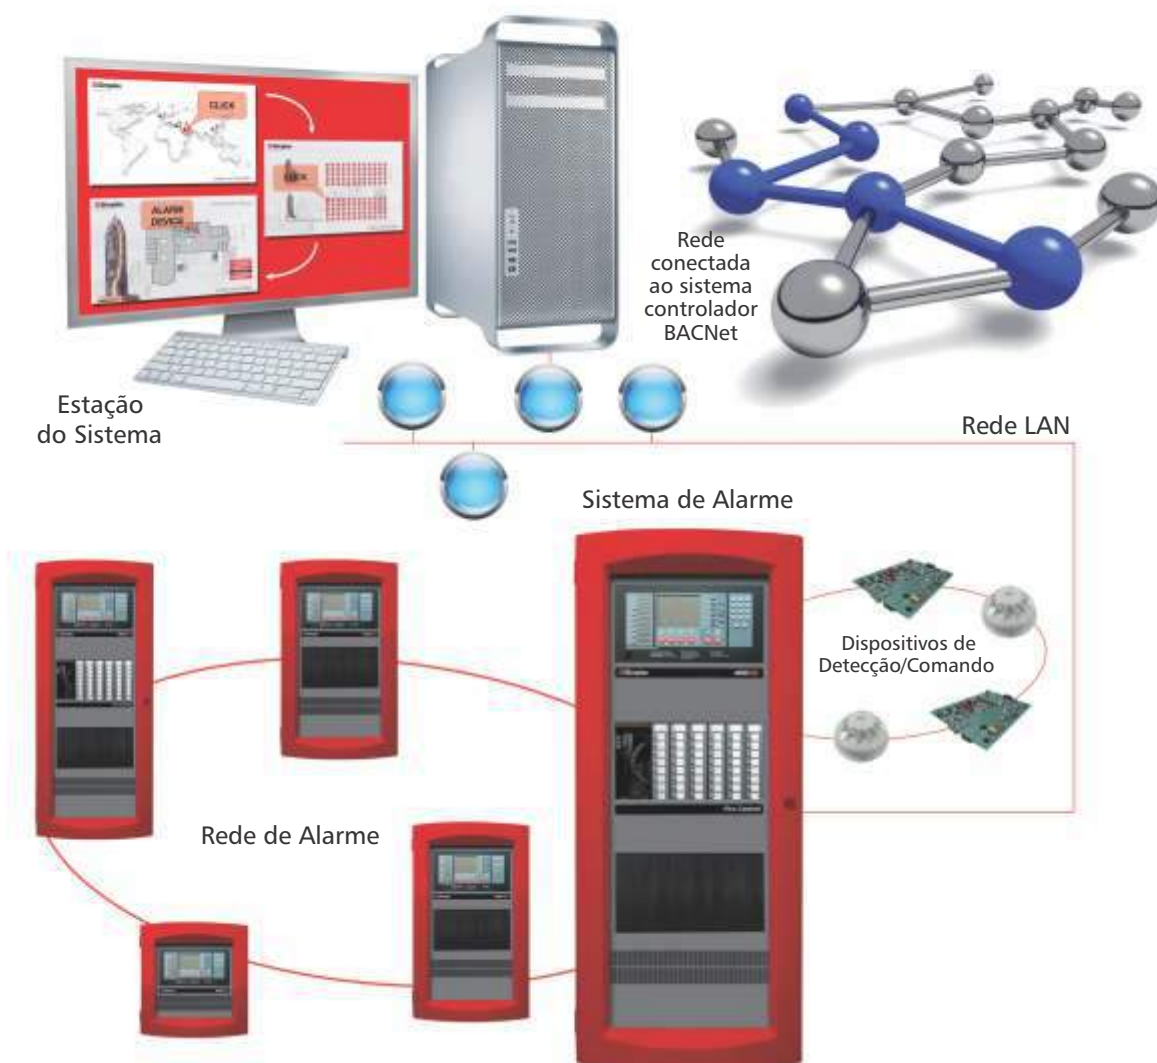 CLICK
CLICK
ALARM
DEVICE
Rede
conectada
ao sistema
controlador
BACNet
Estação
do Sistema
Rede LAN
Sistema de Alarme
Dispositivos de
Detecção/Comando
Rede de Alarme